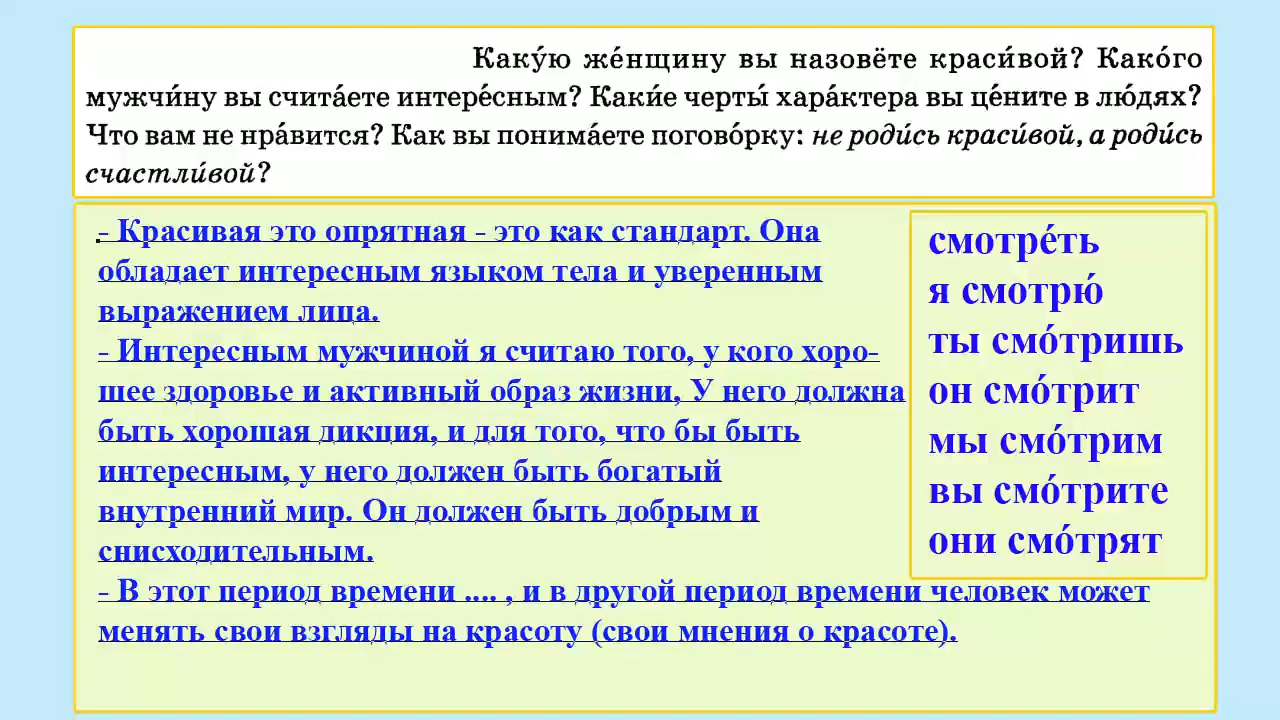 Каку́ю же́нщину вы назовёте краси́вой? Како́го
мужчи́ну вы счита́ете интере́сным? Каки́е черты́ хара́ктера вы це́ните в лю́дях?
Что вам не нра́вится? Как вы понима́ете погово́рку: не роди́сь краси́вой, а роди́сь
счастли́вой?
- Красивая это опрятная - это как стандарт. Она
обладает интересным языком тела и уверенным
выражением лица.
- Интересным мужчиной я считаю того, у кого хоро-
шее здоровье и активный образ жизни, У него должна
быть хорошая дикция, и для того, что бы быть
интересным, у него должен быть богатый
внутренний мир. Он должен быть добрым и
снисходительным.
- В этот период времени .... , и в другой период времени человек может
менять свои взгляды на красоту (свои мнения о красоте).
смотре́ть
я смотрю́
ты смо́тришь
он смо́трит
мы смо́трим
вы смо́трите
они смо́трят